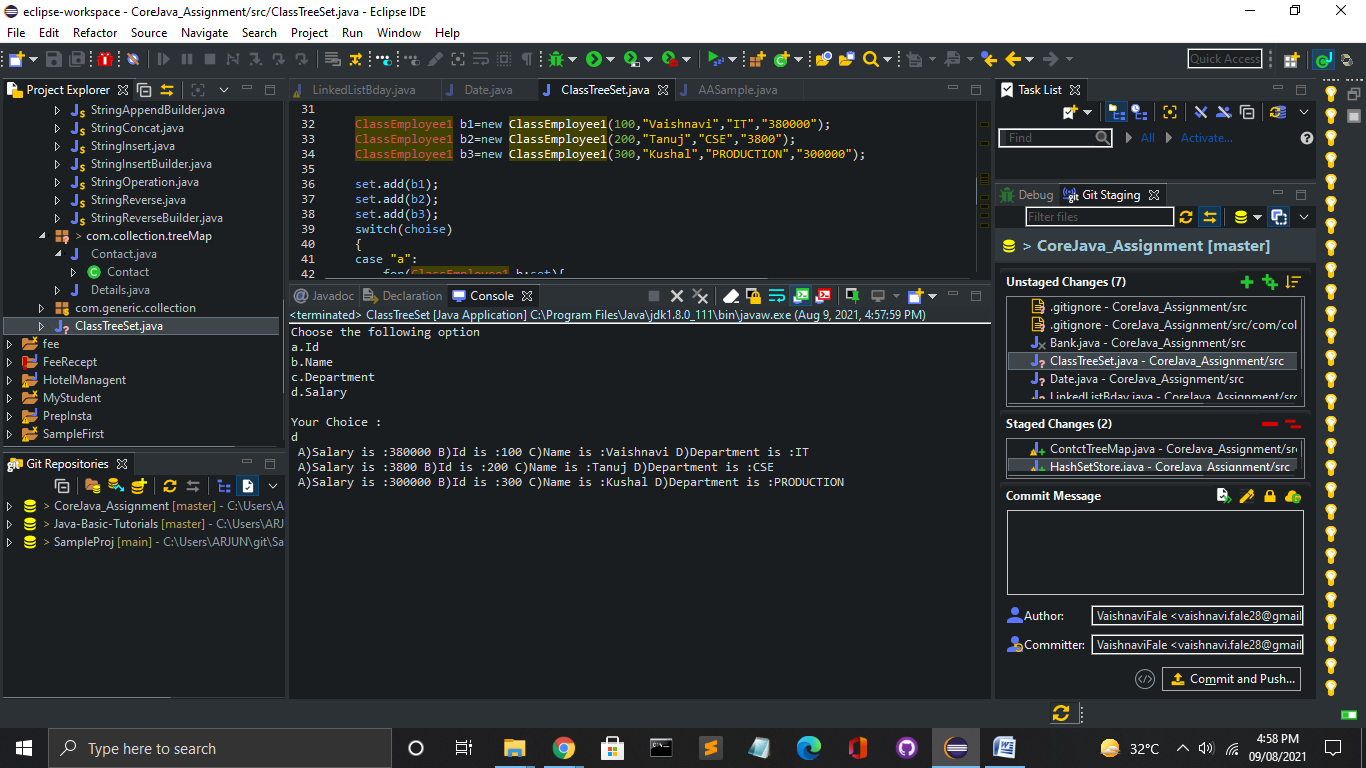 eclipse-workspace - CoreJava_Assignment/src/ClassTreeSet.java - Eclipse IDE
File Edit Refactor Source Navigate Search Project Run Window Help
Quick Access
Project Explorer
StringAppendBuilder.java
StringConcat.java
StringInsert.java
StringInsertBuilder.java
StringOperation.java
StringReverse.java
StringReverseBuilder.java
> com.collection.treeMap
Contact.java
Contact
Details.java
com.generic.collection
ClassTreeSet.java
fee
FeeRecept
HotelManagent
MyStudent
PrepInsta
SampleFirst
Git Repositories
> CoreJava_Assignment [master] - C:\Users\A
> Java-Basic-Tutorials [master] - C:\Users\ARJ
> SampleProj [main] - C:\Users\ARJUN\git\Sa
LinkedListBday.java Date.java ClassTreeSet.java AASample.java
31
32 ClassEmployee1 b1=new ClassEmployee1(100,"Vaishnavi","IT","380000");
33 ClassEmployee1 b2=new ClassEmployee1(200,"Tanuj","CSE","3800");
34 ClassEmployee1 b3=new ClassEmployee1(300,"Kushal","PRODUCTION","300000");
35
36 set.add(b1);
37 set.add(b2);
38 set.add(b3);
39 switch(choise)
40 {
41 case "a":
42 for(ClassEmployee1 b:set){
Javadoc Declaration Console
<terminated> ClassTreeSet [Java Application] C:\Program Files\Java\jdk1.8.0_111\bin\javaw.exe (Aug 9, 2021, 4:57:59 PM)
Choose the following option
a.Id
b.Name
c.Department
d.Salary
Your Choice :
d
A)Salary is :380000 B)Id is :100 C)Name is :Vaishnavi D)Department is :IT
A)Salary is :3800 B)Id is :200 C)Name is :Tanuj D)Department is :CSE
A)Salary is :300000 B)Id is :300 C)Name is :Kushal D)Department is :PRODUCTION
Task List
Find All Activate...
Debug Git Staging
Filter files
> CoreJava_Assignment [master]
Unstaged Changes (7)
.gitignore - CoreJava_Assignment/src
.gitignore - CoreJava_Assignment/src/com/col
Bank.java - CoreJava_Assignment/src
ClassTreeSet.java - CoreJava_Assignment/src
Date.java - CoreJava_Assignment/src
LinkedListBday.java - CoreJava_Assignment/src
Staged Changes (2)
ContctTreeMap.java - CoreJava_Assignment/sr
HashSetStore.java - CoreJava_Assignment/src
Commit Message
Author: VaishnaviFale <vaishnavi.fale28@gmail
Committer: VaishnaviFale <vaishnavi.fale28@gmail
Commit and Push...
Type here to search
32°C
4:58 PM
09/08/2021